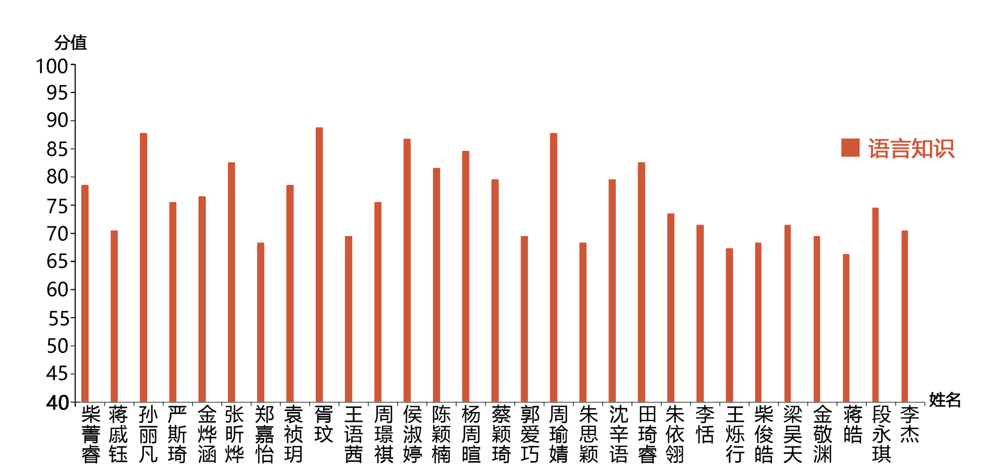 分值
100
95
90
85
80
75
70
65
60
55
50
45
40
语言知识
姓名
柴菁睿
蒋戚钰
孙丽凡
严斯琦
金烨涵
张昕烨
郑嘉怡
袁祯玥
胥玟
王语茜
周璟祺
侯淑婷
陈颖楠
杨周暄
蔡颖琦
郭爱巧
周瑜婧
朱思颖
沈辛语
田琦睿
朱依翎
李恬
王烁行
柴俊皓
梁吴天
金敬渊
蒋皓
段永琪
李杰